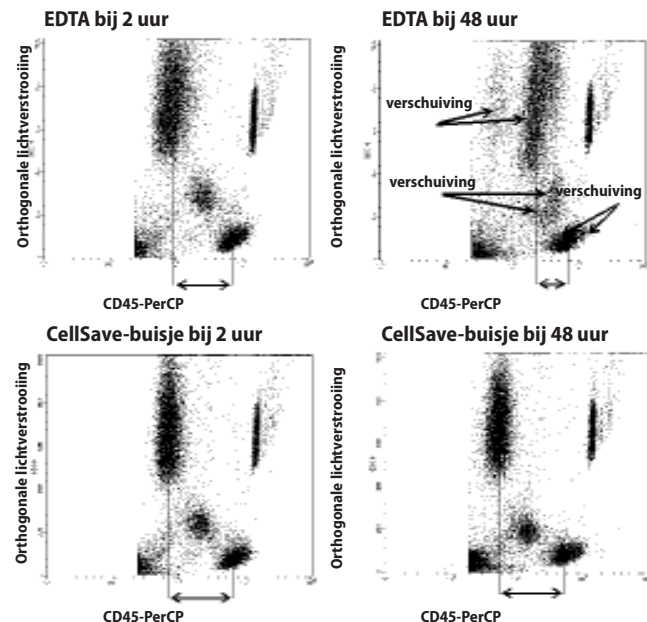 EDTA bij 2 uur
EDTA bij 48 uur
Orthogonale lichtverstrooiing
Orthogonale lichtverstrooiing
verschuiving
verschuiving
verschuiving
CD45-PerCP
CD45-PerCP
CellSave-buisje bij 2 uur
CellSave-buisje bij 48 uur
Orthogonale lichtverstrooiing
Orthogonale lichtverstrooiing
CD45-PerCP
CD45-PerCP